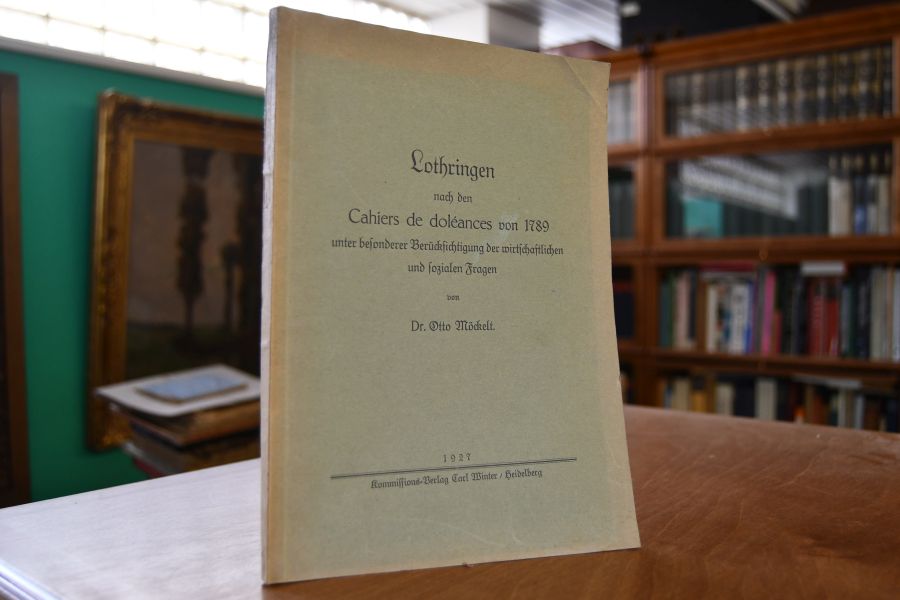 Lothringen
nach den
Cahiers de doléances von 1789
unter besonderer Berücksichtigung der wirtschaftlichen
und sozialen Fragen
von
Dr. Otto Möckelt.
1927
Kommissions-Verlag Carl Winter / Heidelberg